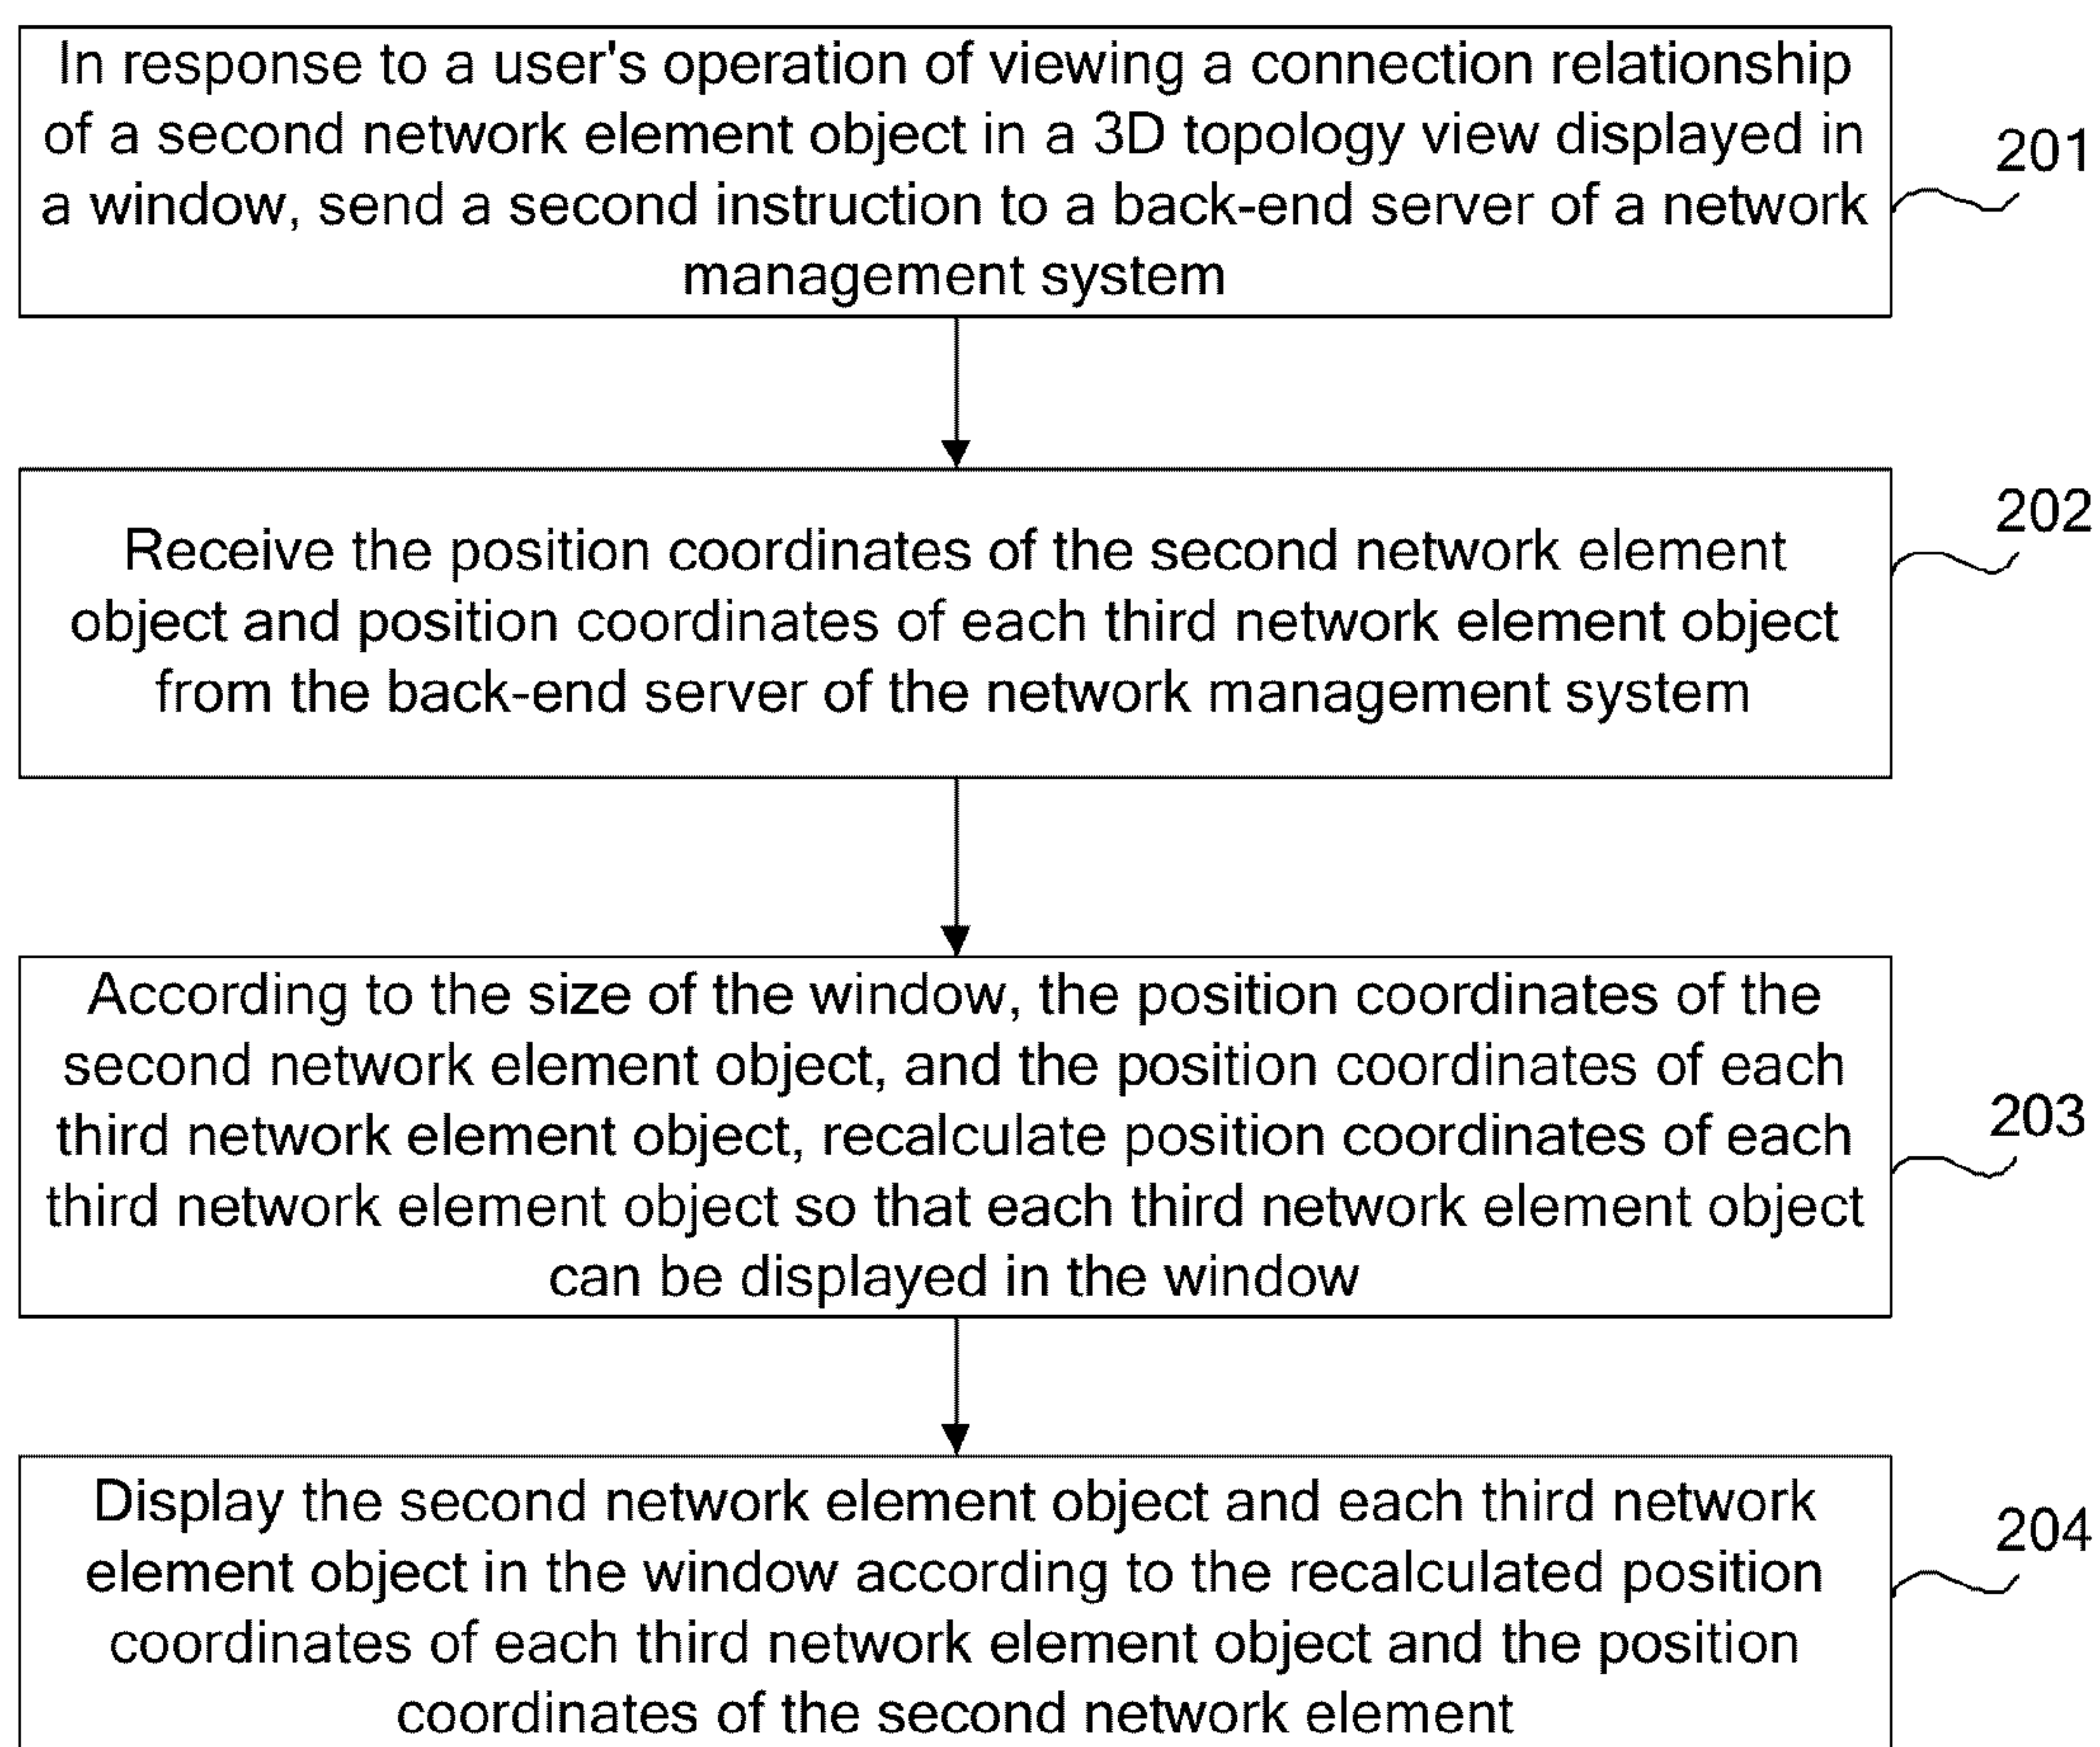 In response to a user's operation of viewing a connection relationship
of a second network element object in a 3D topology view displayed in
a window, send a second instruction to a back-end server of a network
management system
201
Receive the position coordinates of the second network element
object and position coordinates of each third network element object
from the back-end server of the network management system
202
According to the size of the window, the position coordinates of the
second network element object, and the position coordinates of each
third network element object, recalculate position coordinates of each
third network element object so that each third network element object
can be displayed in the window
203
Display the second network element object and each third network
element object in the window according to the recalculated position
coordinates of each third network element object and the position
coordinates of the second network element
204